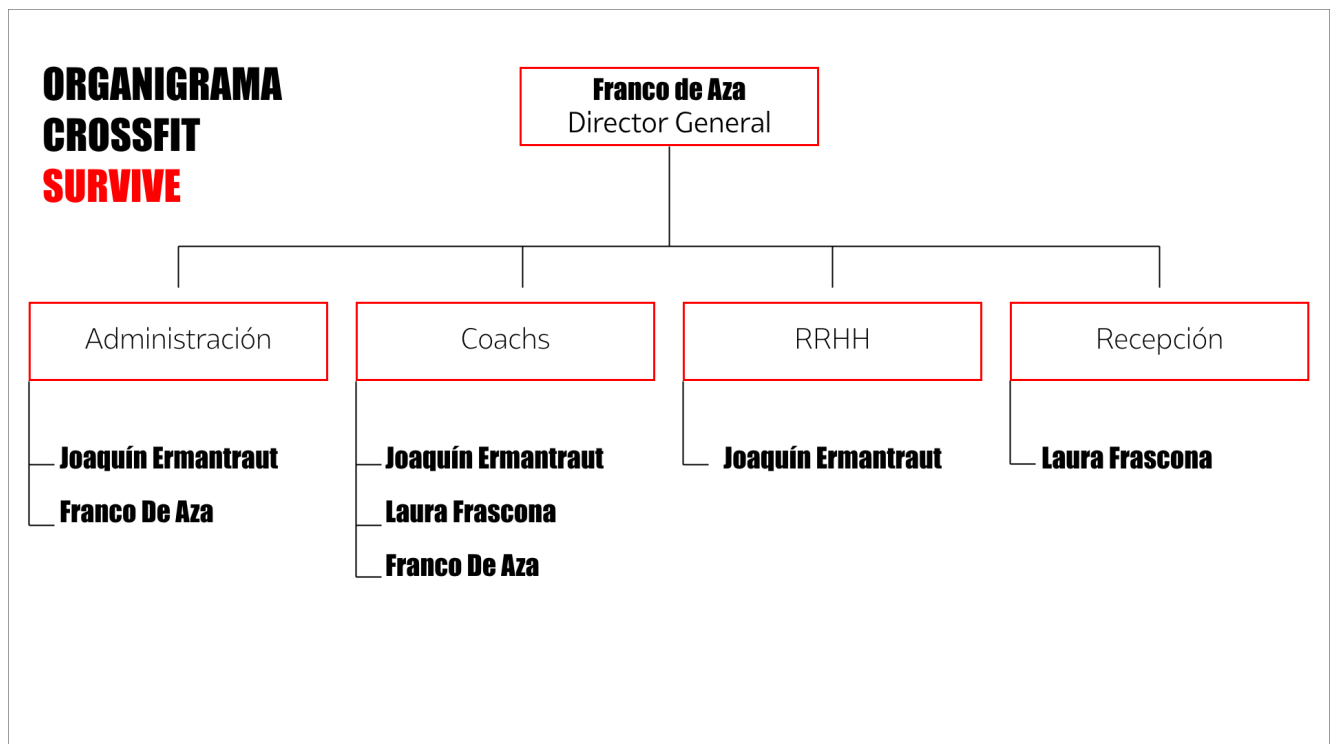 ORGANIGRAMA
CROSSFIT
SURVIVE
Franco de Aza
Director General
Administración
Joaquín Ermantraut
Franco De Aza
Coachs
Joaquín Ermantraut
Laura Frascona
Franco De Aza
RRHH
Joaquín Ermantraut
Recepción
Laura Frascona